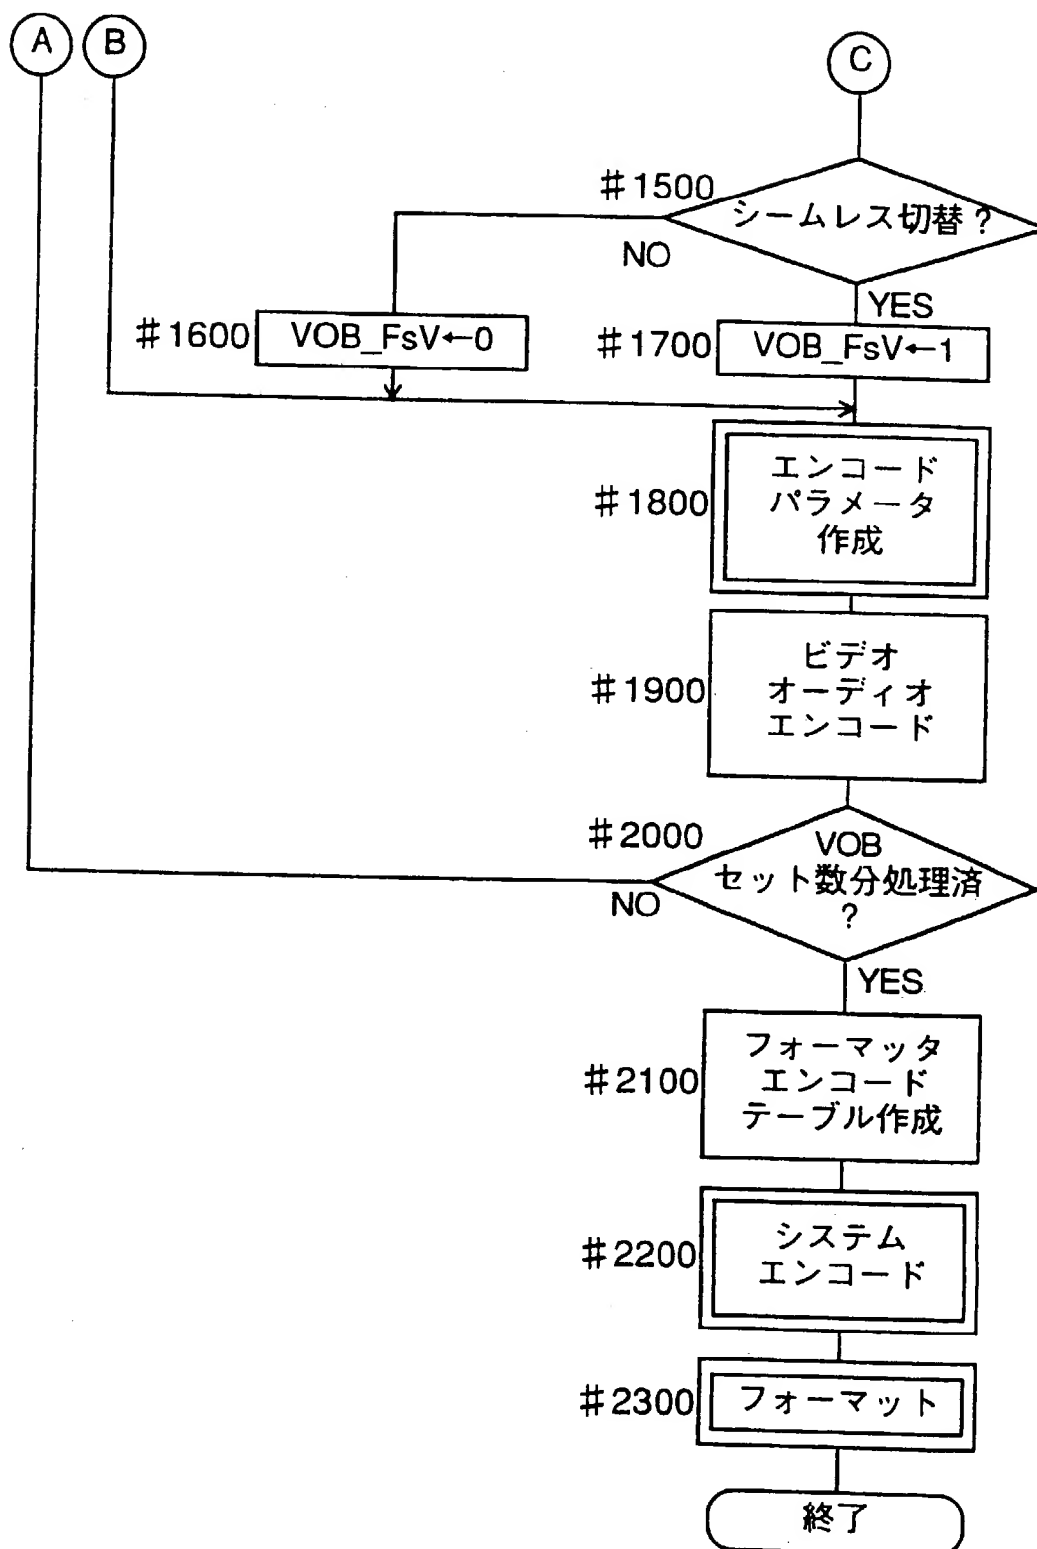 A
B
C
#1500
シームレス切替?
NO
YES
#1600
VOB_FsV←0
#1700
VOB_FsV←1
#1800
エンコード
パラメータ
作成
#1900
ビデオ
オーディオ
エンコード
#2000
VOB
セット数分処理済
?
NO
YES
#2100
フォーマッタ
エンコード
テーブル作成
#2200
システム
エンコード
#2300
フォーマット
終了